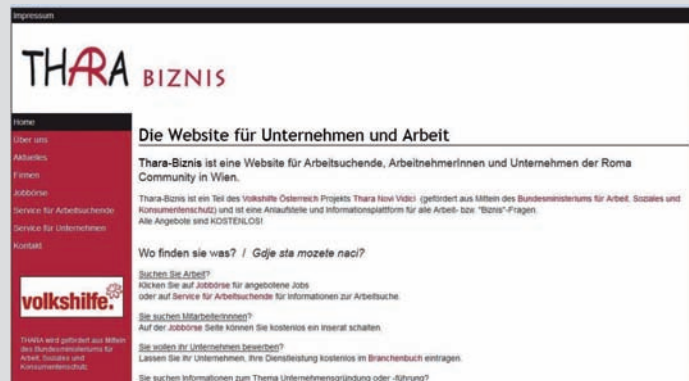 Impressum
THARA BIZNIS
Home
Über uns
Aktuelles
Firmen
Jobbörse
Service für Arbeitsuchende
Service für Unternehmen
Kontakt
volkshilfe.
THARA wird gefördert aus Mitteln
des Bundesministeriums für
Arbeit, Soziales und
Konsumentenschutz
Die Website für Unternehmen und Arbeit
Thara-Biznis ist eine Website für Arbeitsuchende, ArbeitnehmerInnen und Unternehmen der Roma
Community in Wien.
Thara-Biznis ist ein Teil des Volkshilfe Österreich Projekts Thara Novi Vidici (gefördert aus Mitteln des Bundesministeriums für Arbeit, Soziales und
Konsumentenschutz) und ist eine Anlaufstelle und Informationsplattform für alle Arbeit- bzw. "Biznis"-Fragen.
Alle Angebote sind KOSTENLOS!
Wo finden sie was? / Gdje sta mozete naci?
Suchen Sie Arbeit?
Klicken Sie auf Jobbörse für angebotene Jobs
oder auf Service für Arbeitsuchende für Informationen zur Arbeitsuche.
Sie suchen MitarbeiterInnen?
Auf der Jobbörse Seite können Sie kostenlos ein Inserat schalten.
Sie wollen ihr Unternehmen bewerben?
Lassen Sie ihr Unternehmen, ihre Dienstleistung kostenlos im Branchenbuch eintragen.
Sie suchen Informationen zum Thema Unternehmensgründung oder -führung?